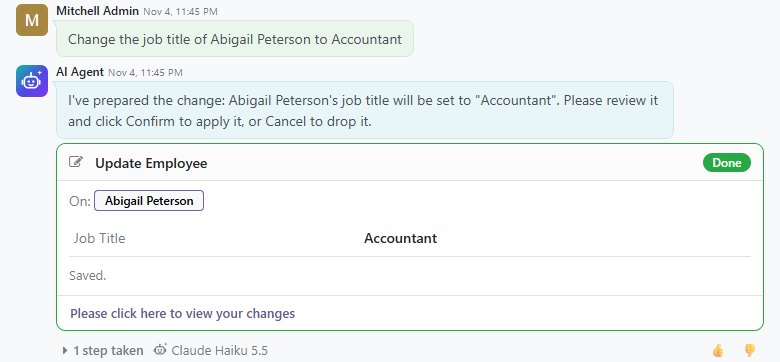 M
Mitchell Admin Nov 4, 11:45 PM
Change the job title of Abigail Peterson to Accountant
AI Agent Nov 4, 11:45 PM
I've prepared the change: Abigail Peterson's job title will be set to "Accountant". Please review it
and click Confirm to apply it, or Cancel to drop it.
Update Employee Done
On: Abigail Peterson
Job Title Accountant
Saved.
Please click here to view your changes
1 step taken Claude Haiku 5.5